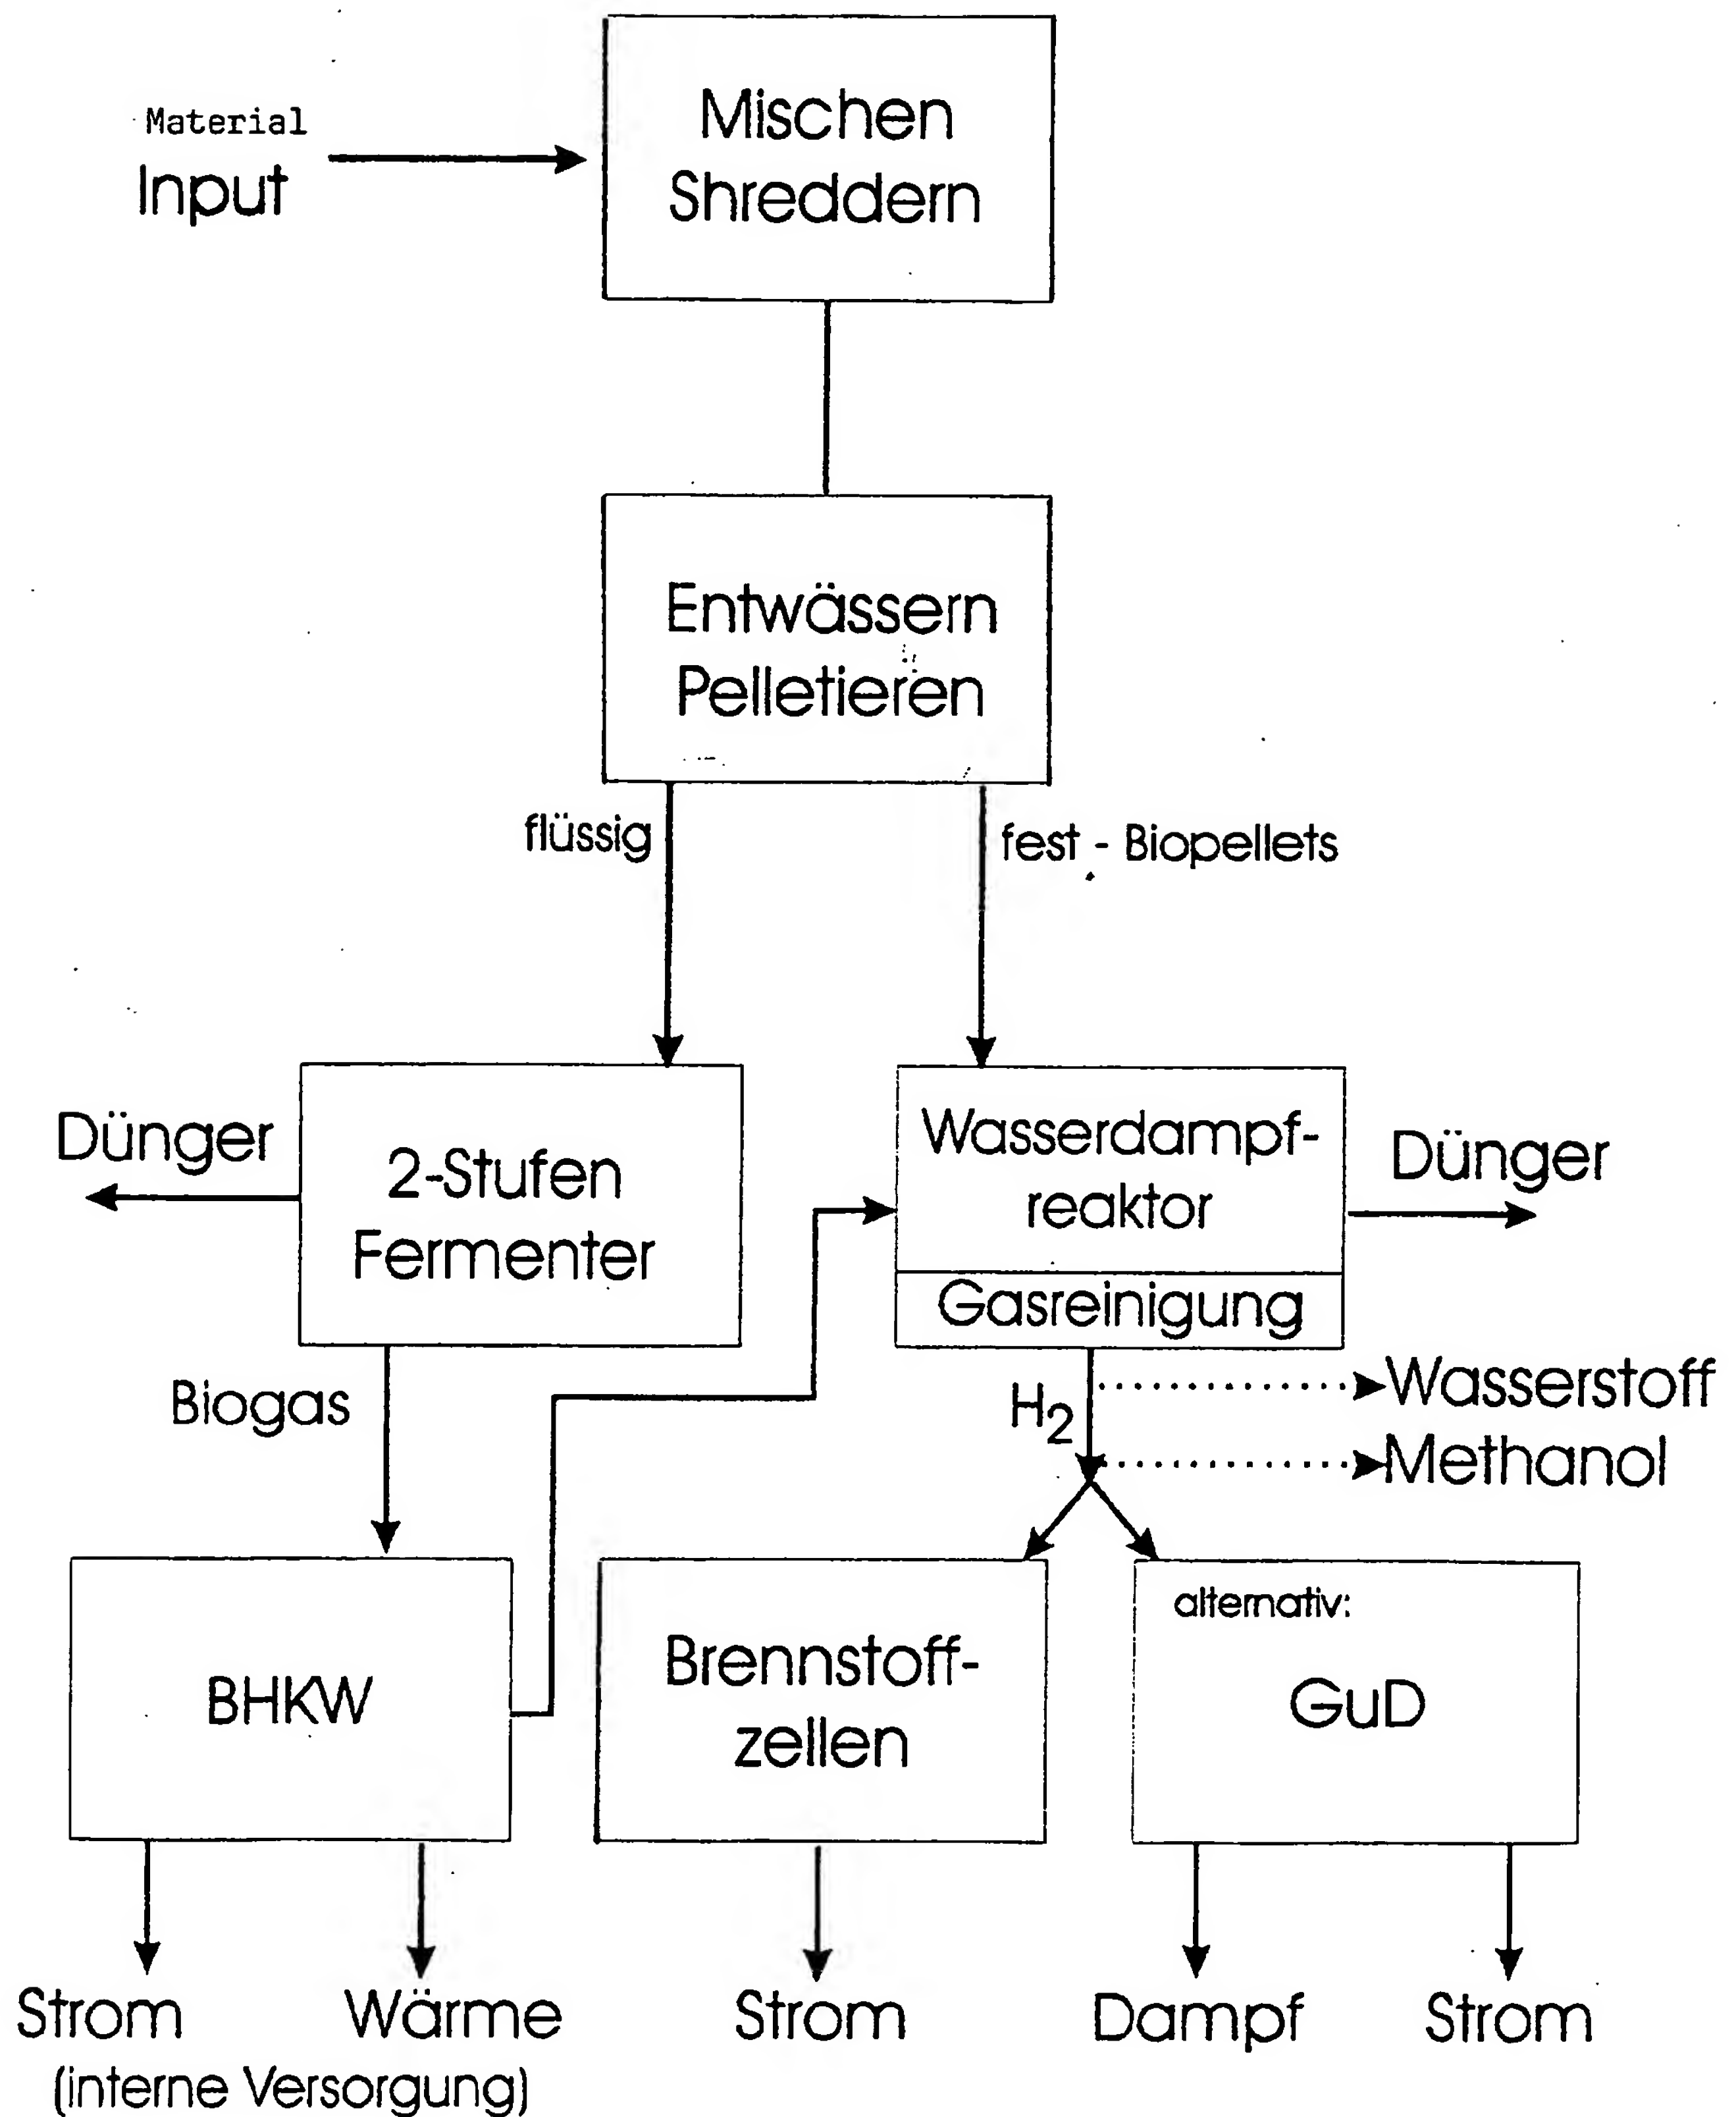 Material
Input
Mischen
Shreddern
Entwässern
Pelletieren
flüssig
fest - Biopellets
Dünger
2-Stufen
Fermenter
Wasserdampf-
reaktor
Gasreinigung
Dünger
Biogas
H2
Wasserstoff
Methanol
BHKW
Brennstoff-
zellen
alternativ:
GuD
Strom
Wärme
(interne Versorgung)
Strom
Dampf
Strom